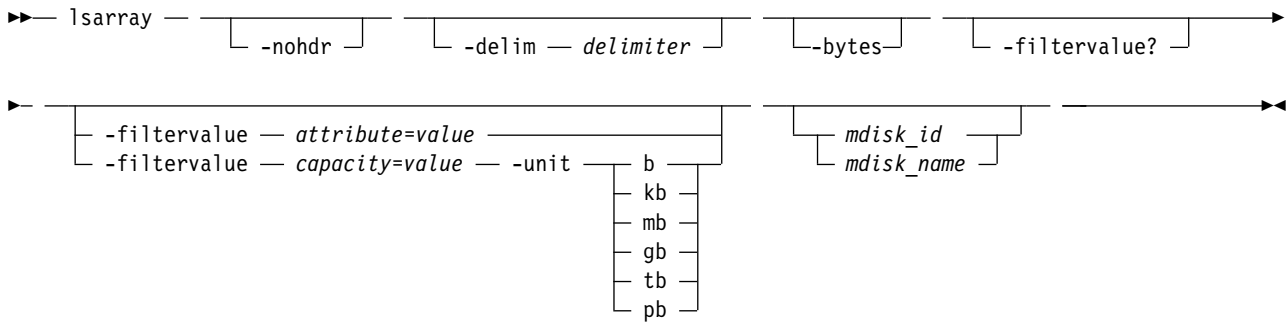 lsarray -nohdr -delim delimiter -bytes -filtervalue?
-filtervalue attribute=value mdisk_id
-filtervalue capacity=value -unit b mdisk_name
kb
mb
gb
tb
pb